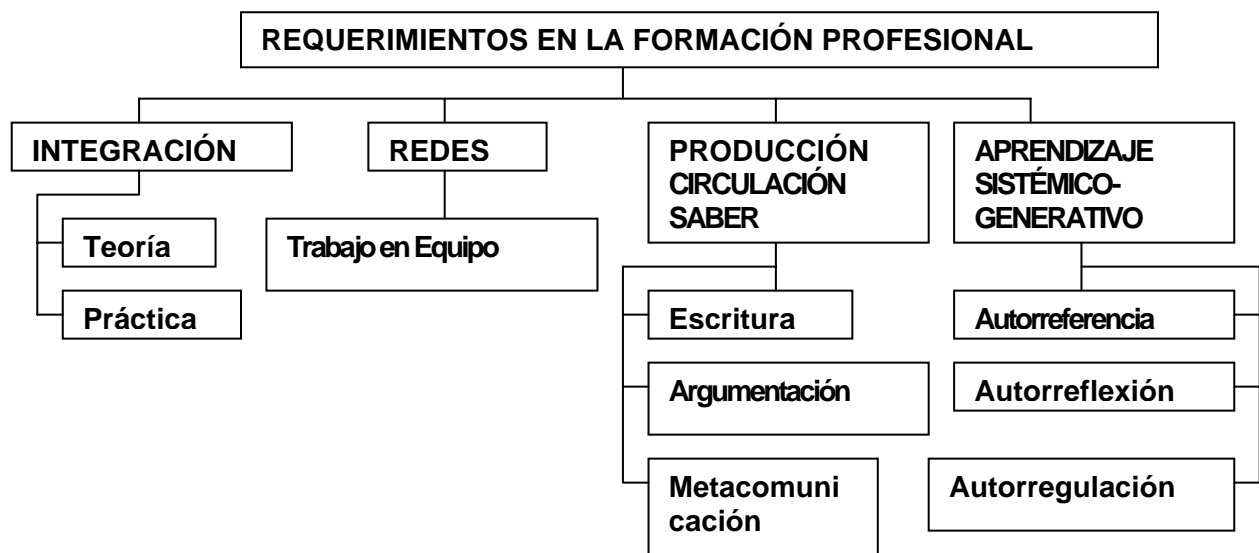 REQUERIMIENTOS EN LA FORMACIÓN PROFESIONAL
INTEGRACIÓN
Teoría
Práctica
REDES
Trabajo en Equipo
PRODUCCIÓN
CIRCULACIÓN
SABER
Escritura
Argumentación
Metacomuni
cación
APRENDIZAJE
SISTÉMICO-
GENERATIVO
Autorreferencia
Autorreflexión
Autorregulación